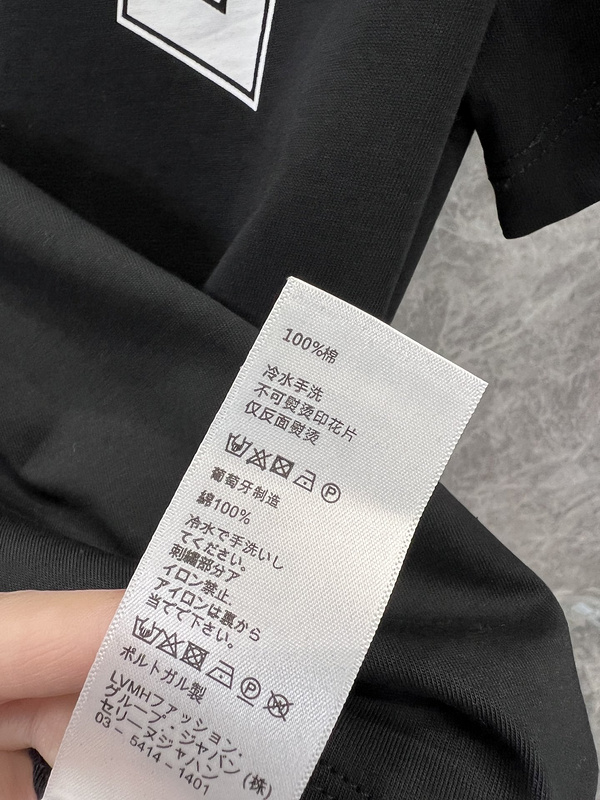 100%棉
冷水手洗
不可熨烫印花片
仅反面熨烫
P
葡萄牙制造
綿100%
冷水で手洗いし
てください。
刺繡部分ア
イロン禁止.
アイロンは裏から
当てて下さい。
P
ポルトガル製
LVMHファッション・
グループ・ジャパン(株)
セリーヌジャパン
03 - 5414 - 1401